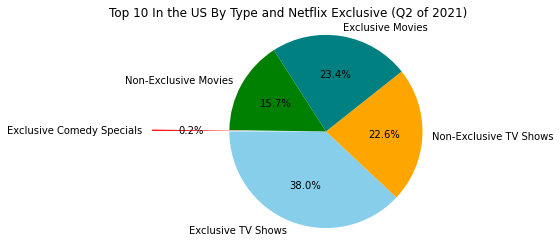 Top 10 In the US By Type and Netflix Exclusive (Q2 of 2021)
Exclusive Movies
23.4%
Non-Exclusive Movies
15.7%
Exclusive Comedy Specials
0.2%
22.6%
Non-Exclusive TV Shows
38.0%
Exclusive TV Shows